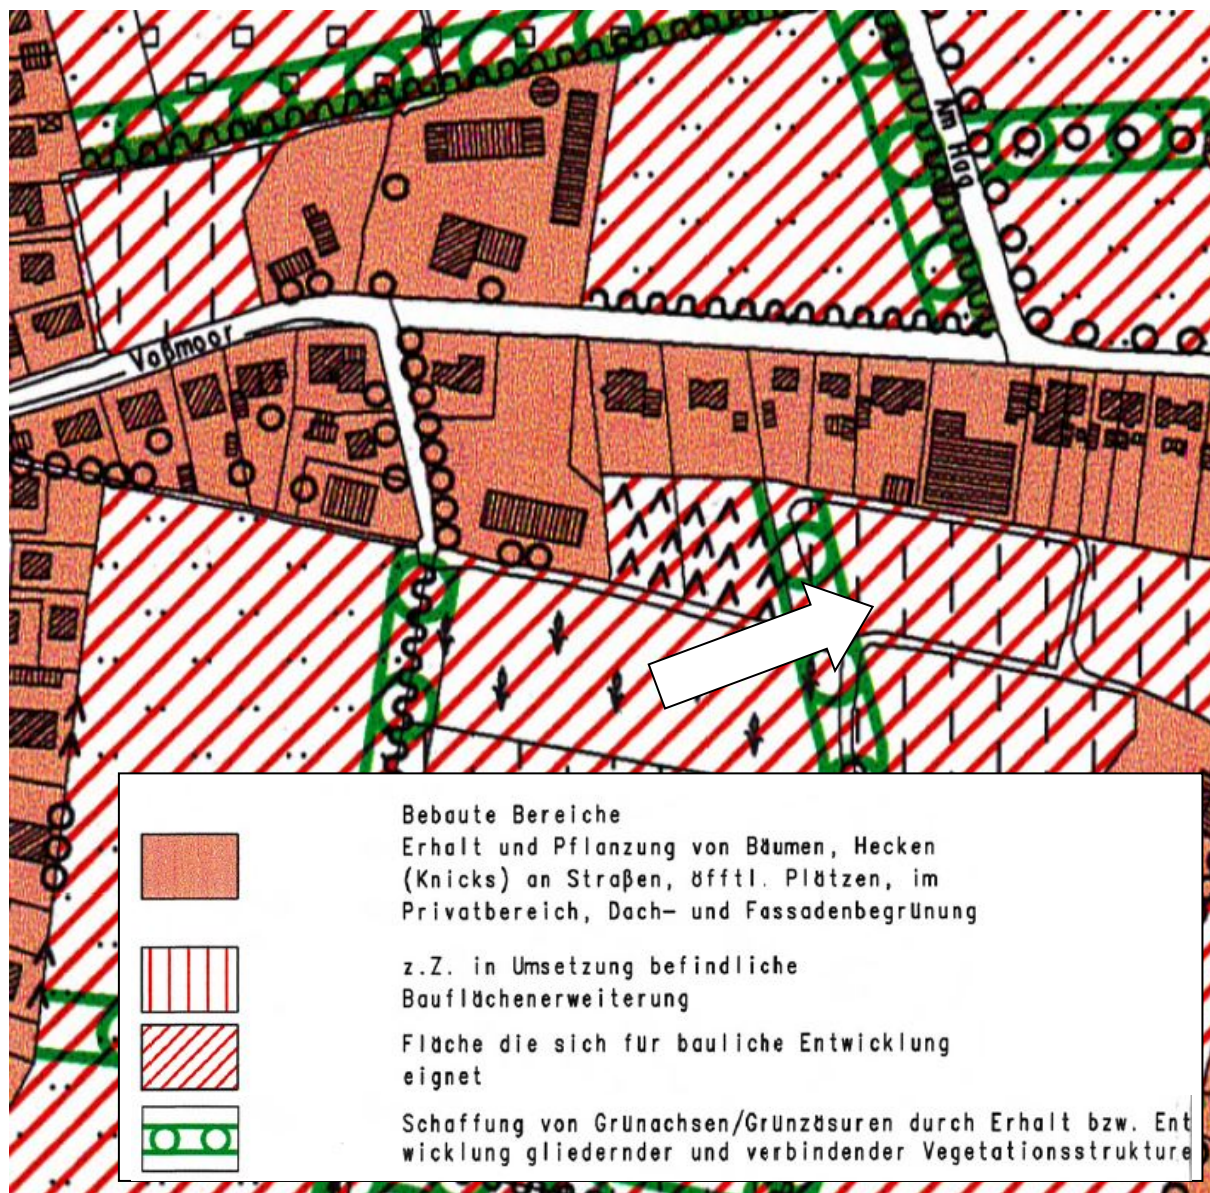 Am Hag
Voßmoor
Bebaute Bereiche
Erhalt und Pflanzung von Bäumen, Hecken
(Knicks) an Straßen, öfftl. Plätzen, im
Privatbereich, Dach- und Fassadenbegrünung
z.Z. in Umsetzung befindliche
Bauflächenerweiterung
Fläche die sich für bauliche Entwicklung
eignet
Schaffung von Grünachsen/Grünzäsuren durch Erhalt bzw. Ent
wicklung gliedernder und verbindender Vegetationsstrukture